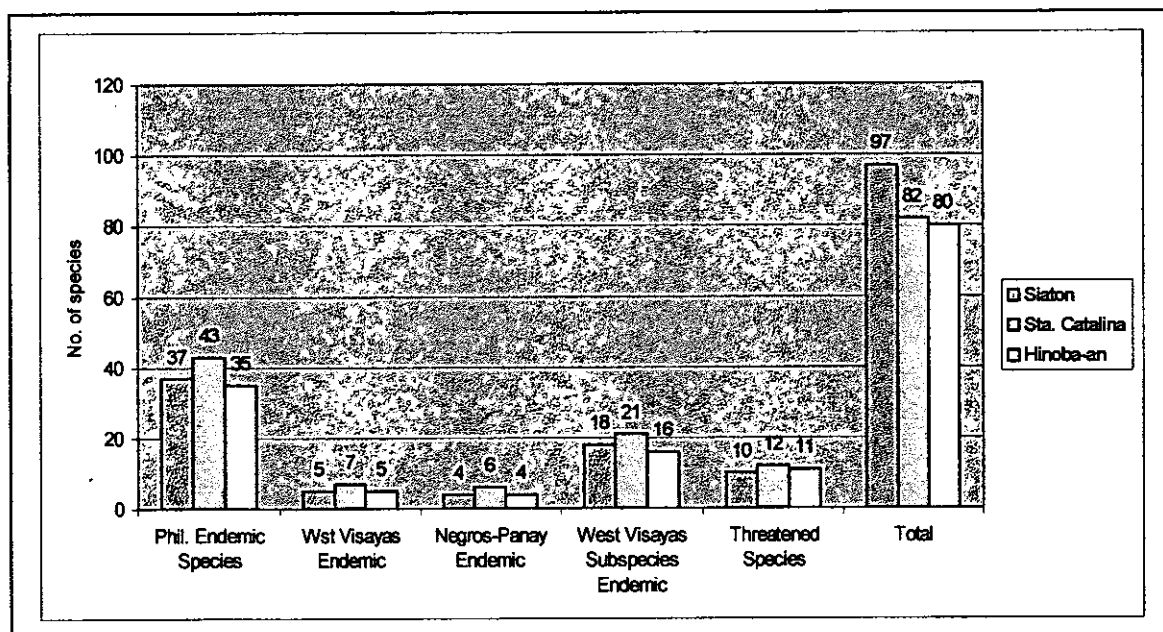 120
100
80
60
40
20
0
No. of species
37 43 35
5 7 5
4 6 4
18 21 16
10 12 11
97 82 80
Phil. Endemic Species
Wst Visayas Endemic
Negros-Panay Endemic
West Visayas Subspecies Endemic
Threatened Species
Total
Siaton
Sta. Catalina
Hinoba-an